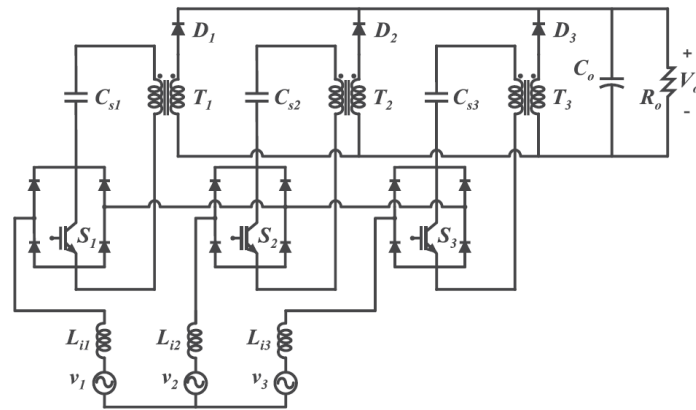 D1 D2 D3
+
Cs1 T1 Cs2 T2 Cs3 T3 Co Ro
-
S1 S2 S3
Li1 Li2 Li3
v1 v2 v3